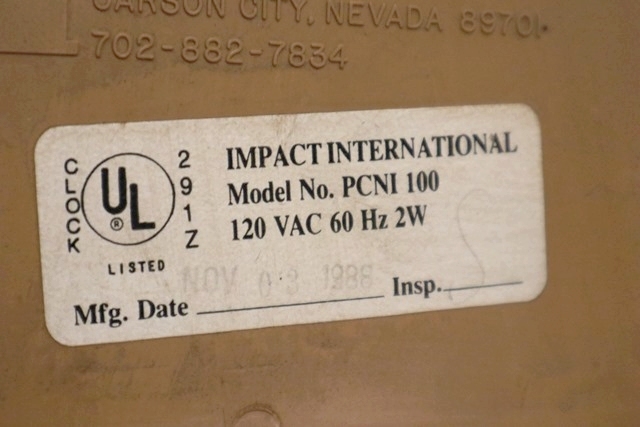 CARSON CITY, NEVADA 89701
702-882-7834
CLOCK
UL
®
LISTED
291Z
IMPACT INTERNATIONAL
Model No. PCNI 100
120 VAC 60 Hz 2W
NOV 03 1988
Mfg. Date
Insp.